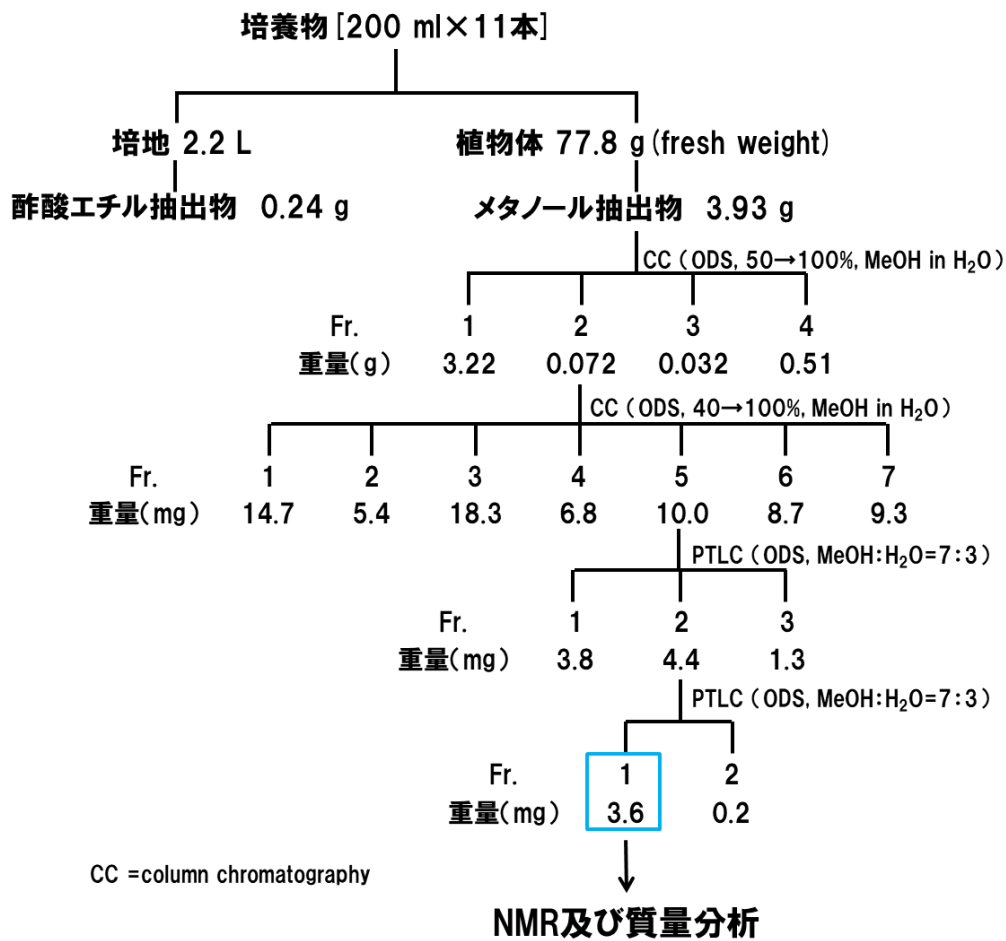 培養物[200 ml×11本]
培地 2.2 L
植物体 77.8 g(fresh weight)
酢酸エチル抽出物 0.24 g
メタノール抽出物 3.93 g
CC (ODS, 50→100%, MeOH in H₂O)
Fr. 1 2 3 4
重量(g) 3.22 0.072 0.032 0.51
CC (ODS, 40→100%, MeOH in H₂O)
Fr. 1 2 3 4 5 6 7
重量(mg) 14.7 5.4 18.3 6.8 10.0 8.7 9.3
PTLC (ODS, MeOH:H₂O=7:3)
Fr. 1 2 3
重量(mg) 3.8 4.4 1.3
PTLC (ODS, MeOH:H₂O=7:3)
Fr. 1 2
重量(mg) 3.6 0.2
CC =column chromatography
NMR及び質量分析